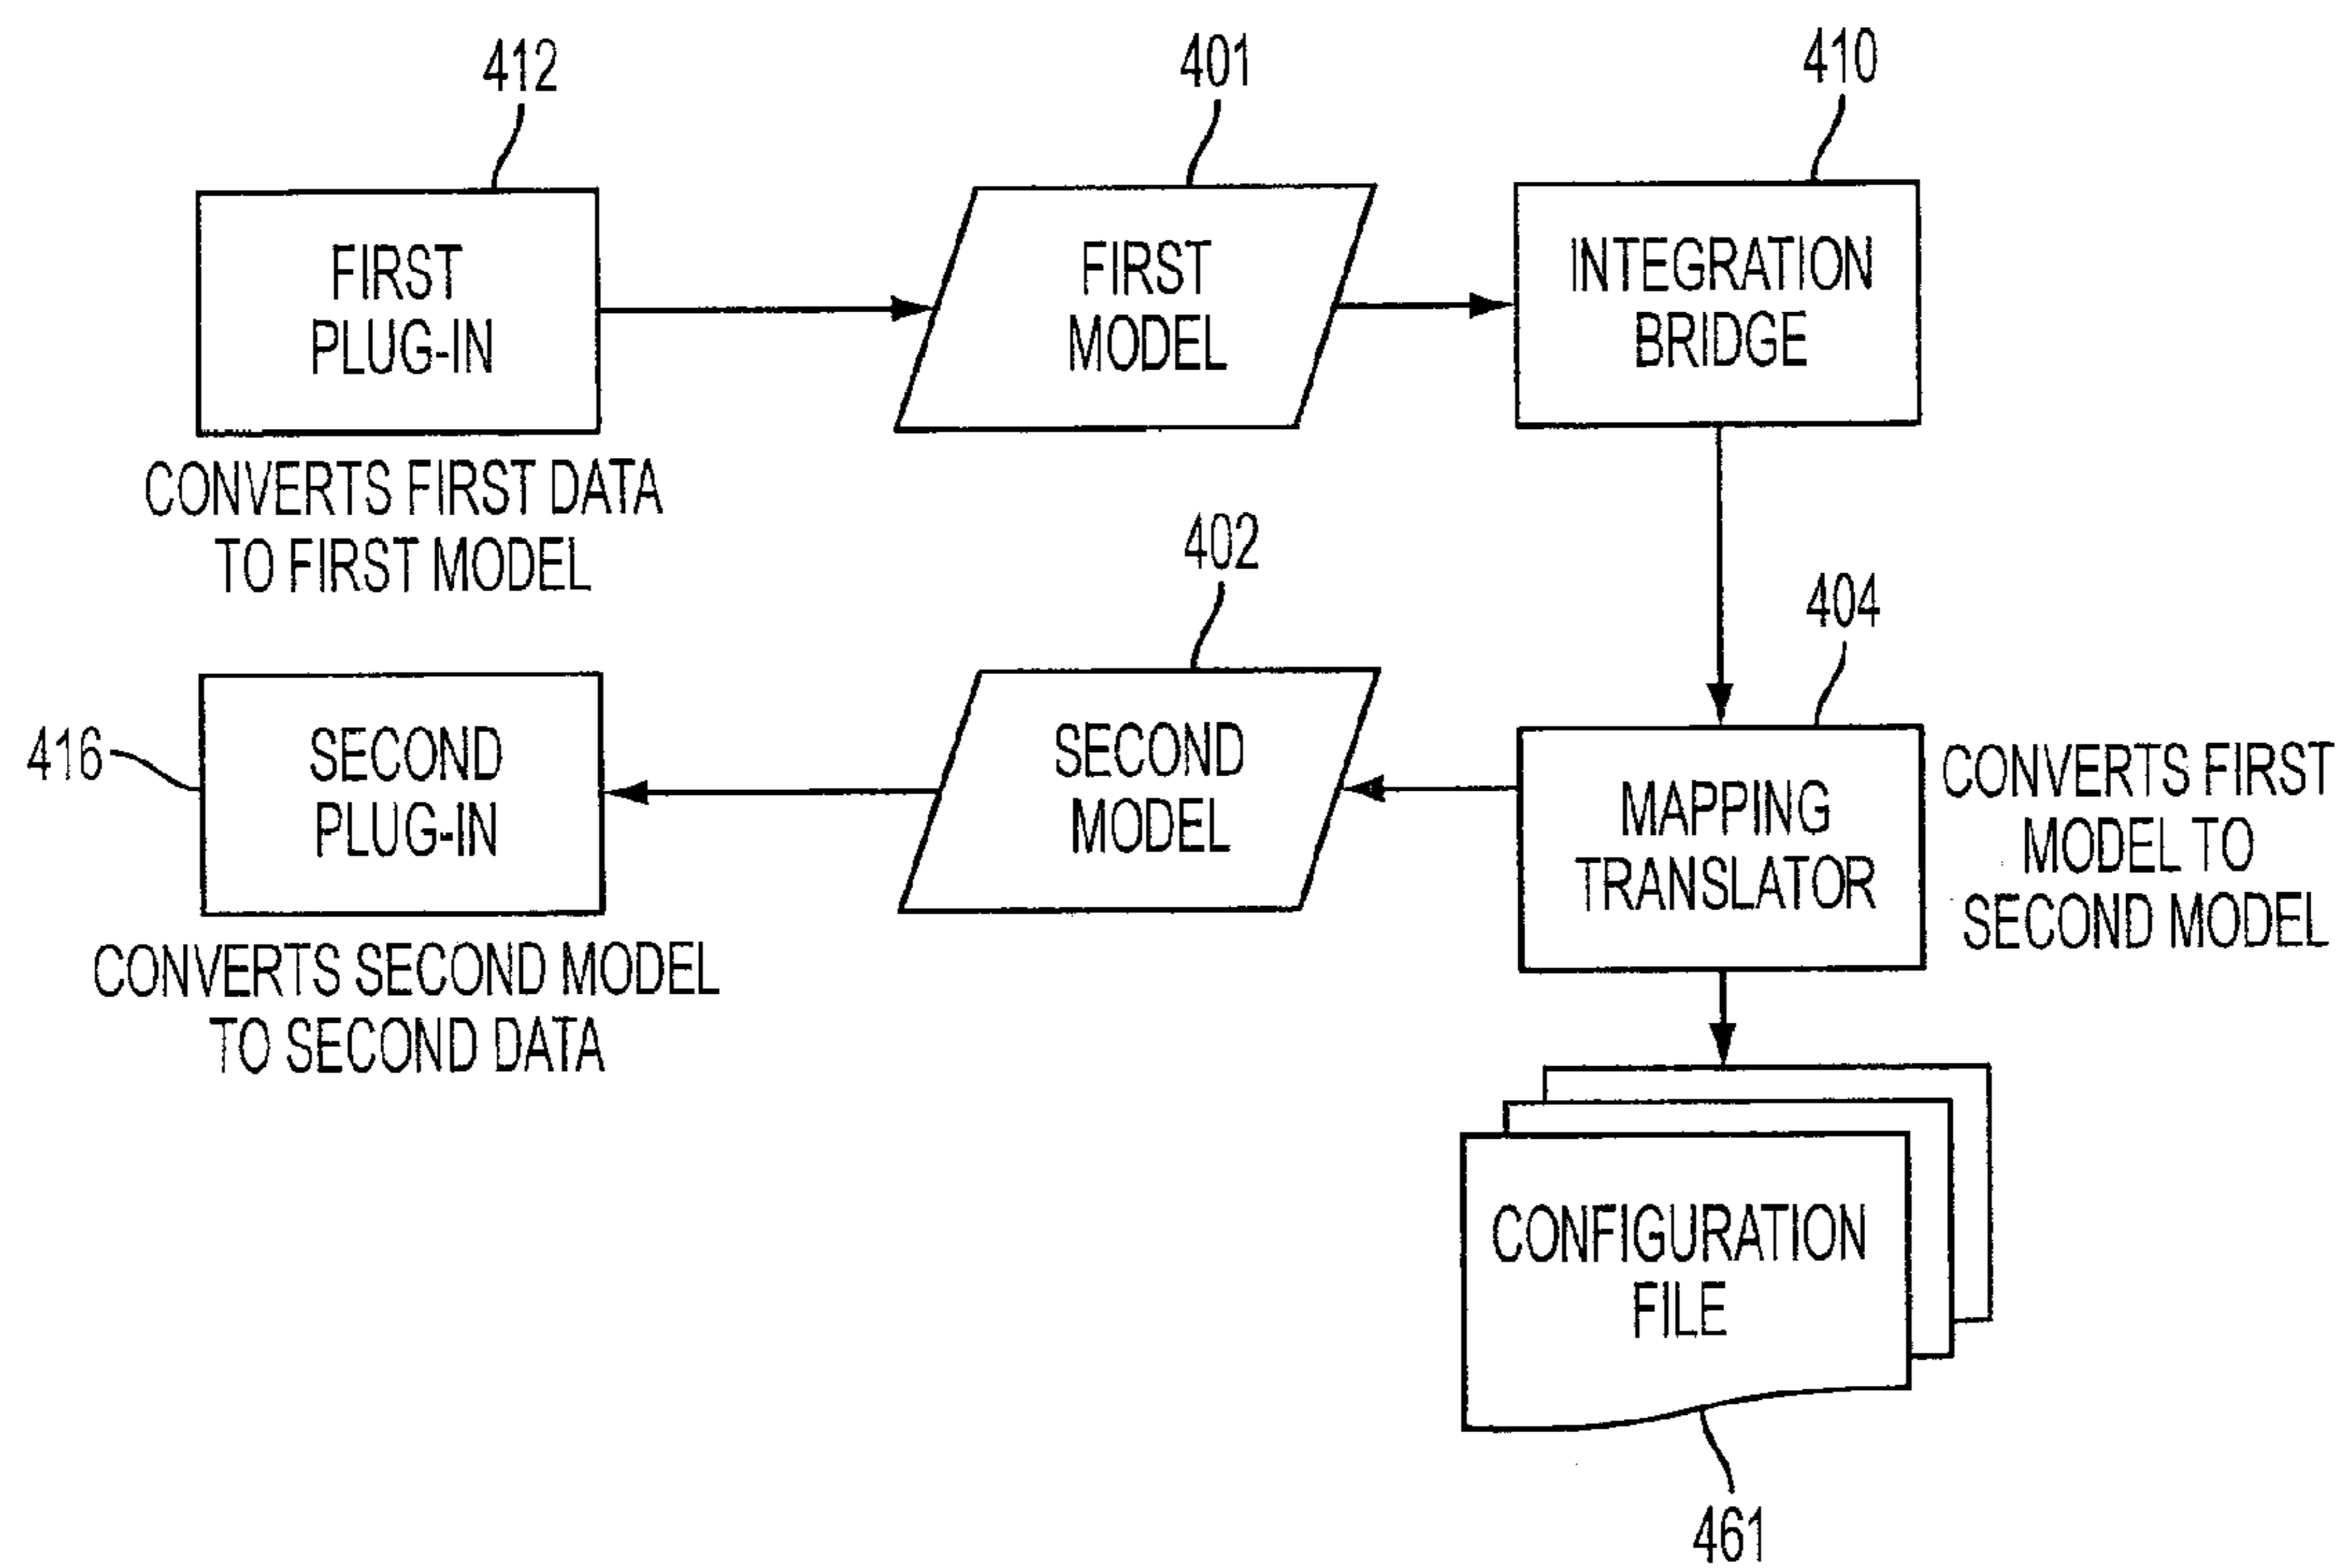 412
401
410
FIRST
PLUG-IN
FIRST
MODEL
INTEGRATION
BRIDGE
CONVERTS FIRST DATA
TO FIRST MODEL
402
404
416
SECOND
PLUG-IN
SECOND
MODEL
MAPPING
TRANSLATOR
CONVERTS FIRST
MODEL TO
SECOND MODEL
CONVERTS SECOND MODEL
TO SECOND DATA
CONFIGURATION
FILE
461